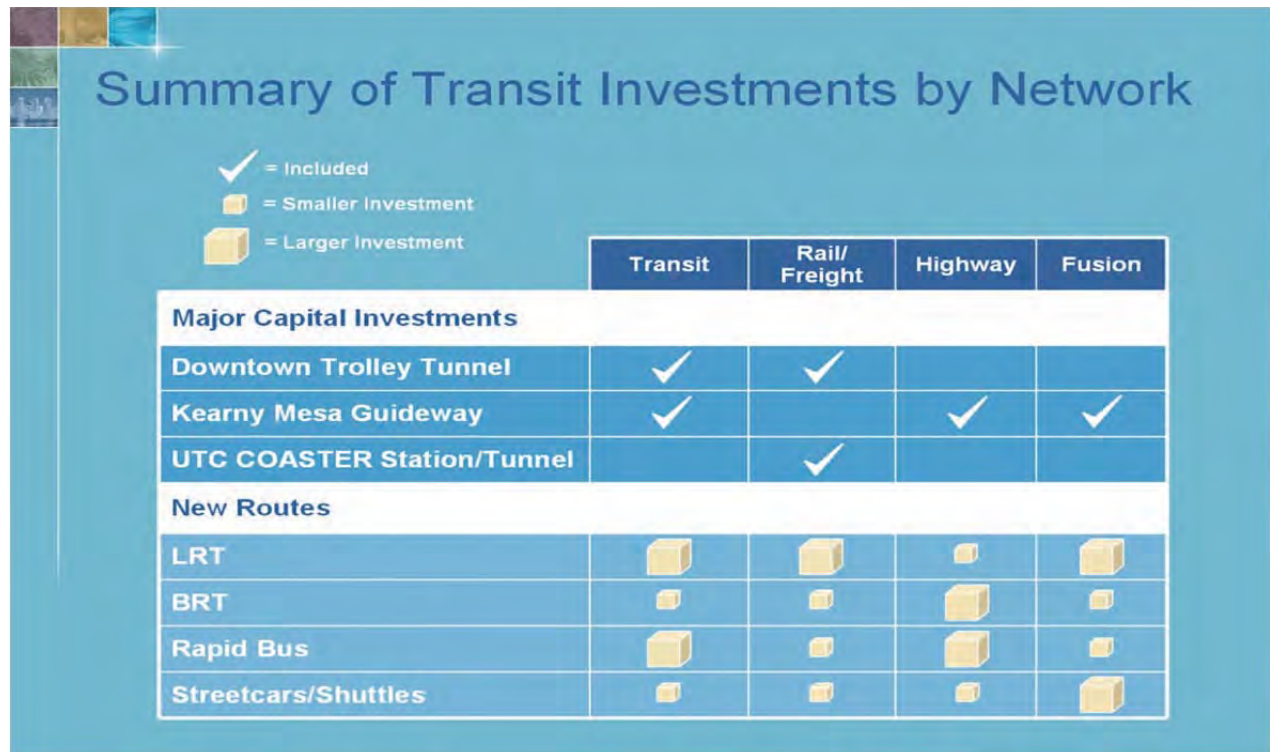 Summary of Transit Investments by Network
= Included
= Smaller Investment
= Larger Investment
Transit
Rail/
Freight
Highway
Fusion
Major Capital Investments
Downtown Trolley Tunnel
Kearny Mesa Guideway
UTC COASTER Station/Tunnel
New Routes
LRT
BRT
Rapid Bus
Streetcars/Shuttles